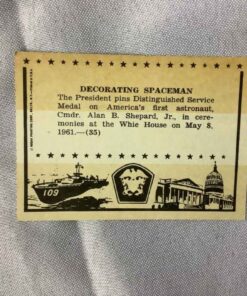 DECORATING SPACEMAN
The President pins Distinguished Service
Medal on America's first astronaut,
Cmdr. Alan B. Shepard, Jr., in cere-
monies at the Whie House on May 8,
1961.—(35)
109